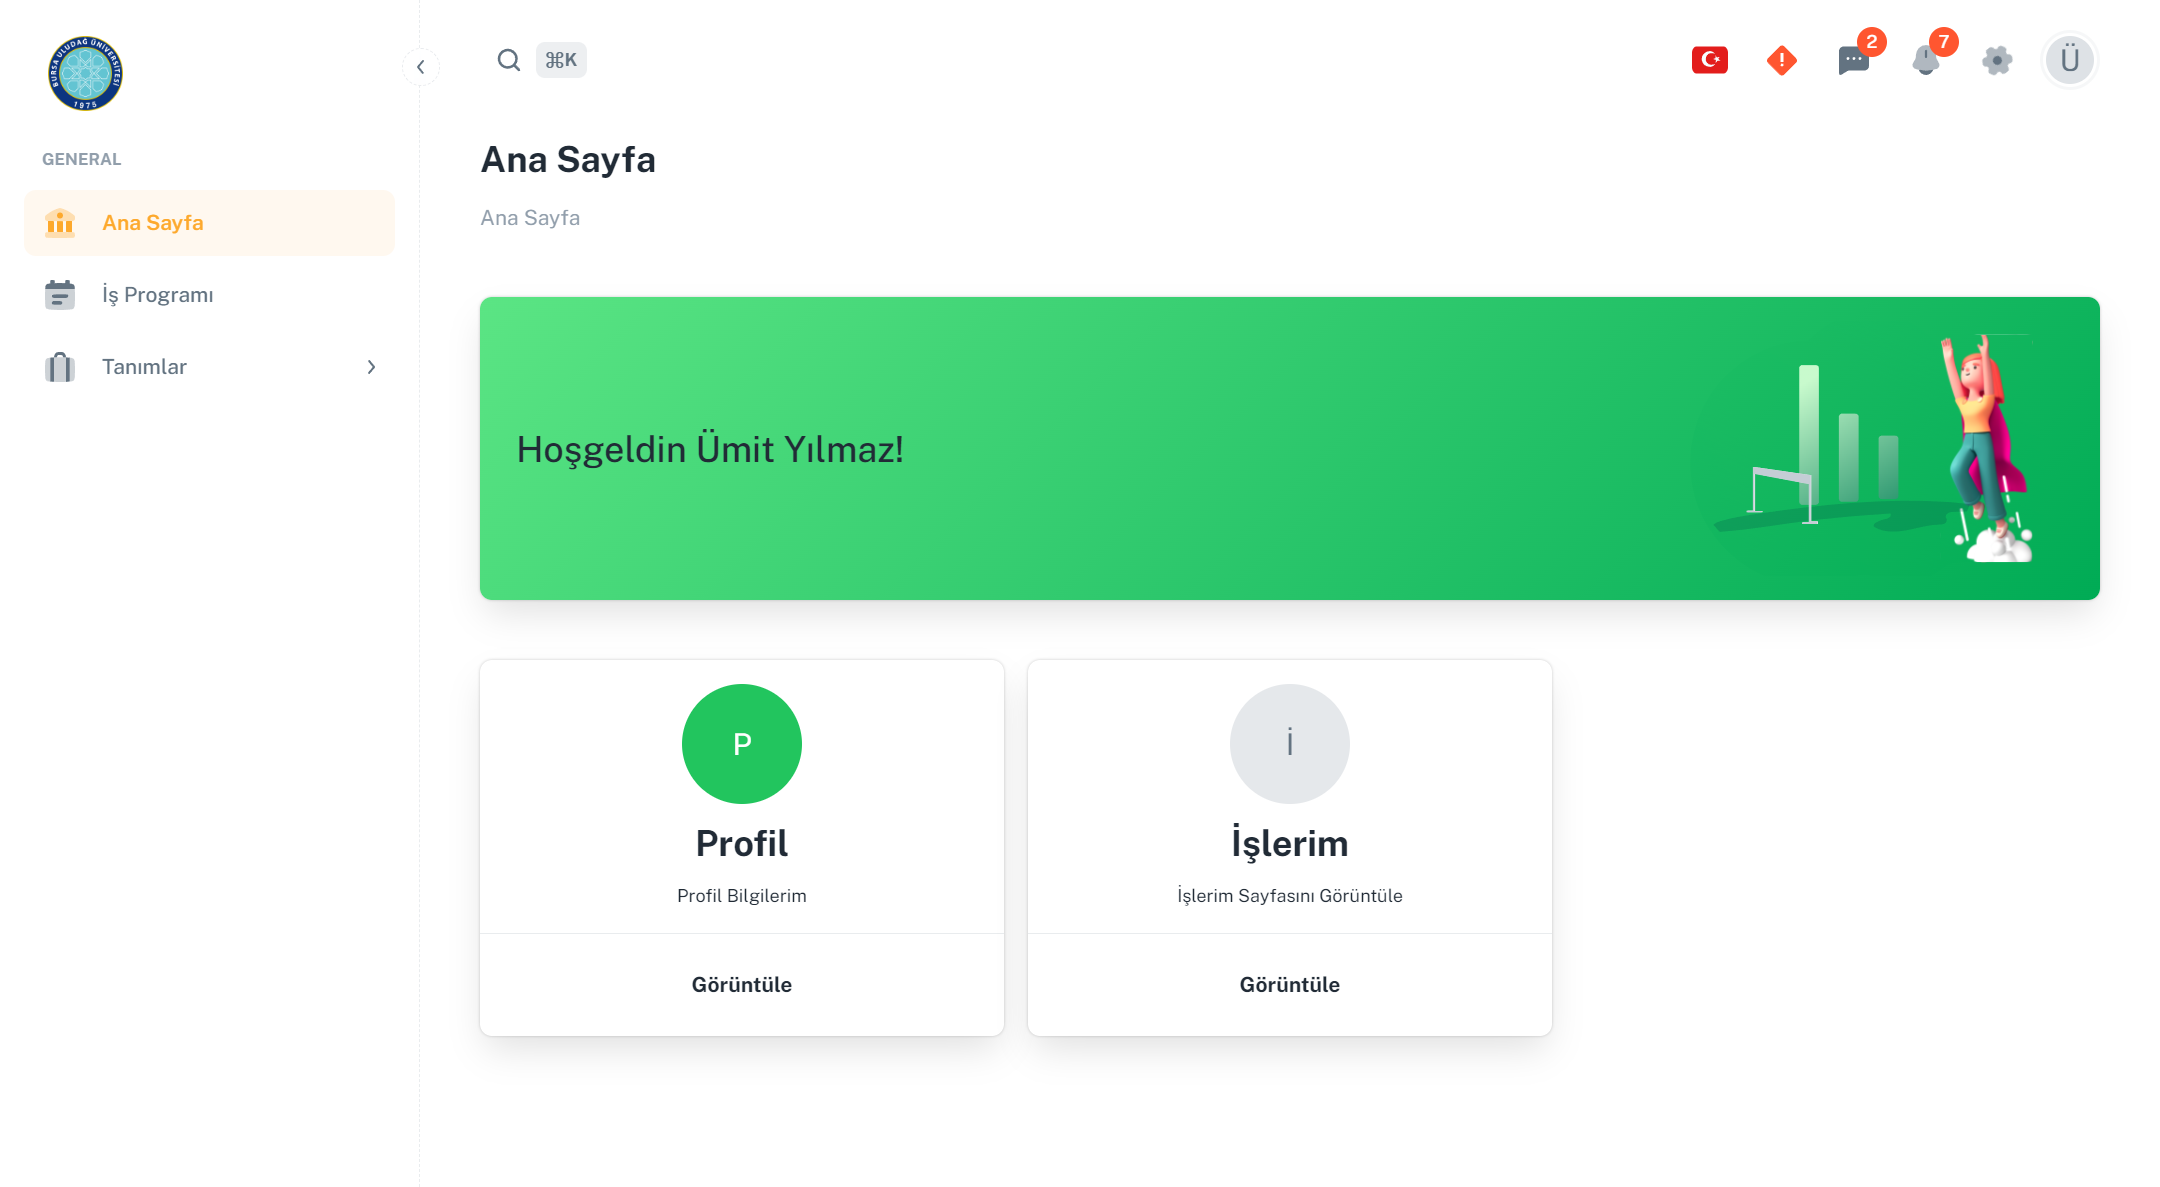 BURSA ULUDAĞ ÜNİVERSİTESİ
1975
⌘K
2
7
Ü
GENERAL
Ana Sayfa
İş Programı
Tanımlar
Ana Sayfa
Ana Sayfa
Hoşgeldin Ümit Yılmaz!
P
Profil
Profil Bilgilerim
Görüntüle
İ
İşlerim
İşlerim Sayfasını Görüntüle
Görüntüle